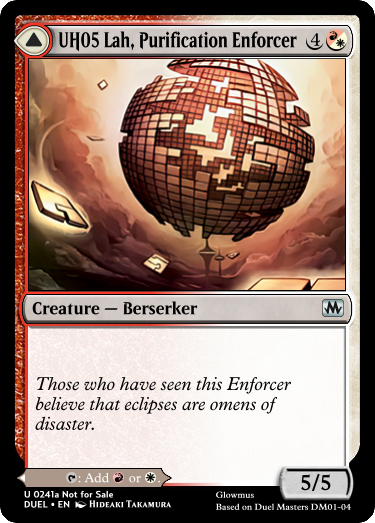 UH05 Lah, Purification Enforcer 4
Creature — Berserker
M
Those who have seen this Enforcer
believe that eclipses are omens of
disaster.
: Add or .
5/5
U 0241a Not for Sale
DUEL • EN Hideaki Takamura
Glowmus
Based on Duel Masters DM01-04